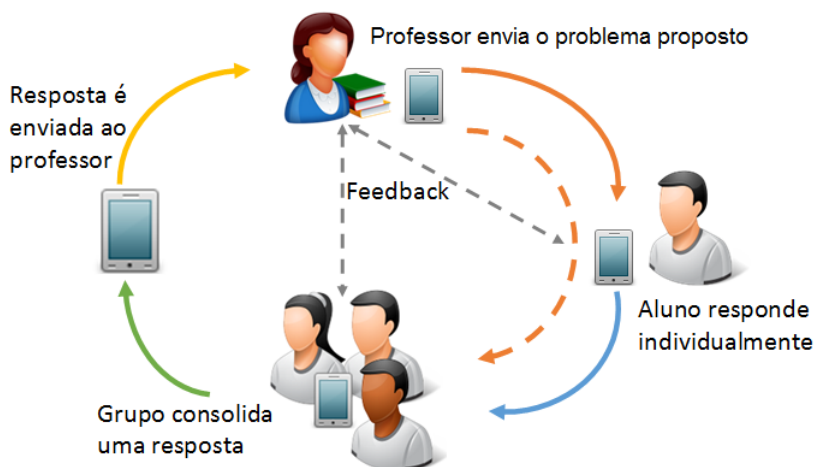 Professor envia o problema proposto
Resposta é
enviada ao
professor
Feedback
Aluno responde
individualmente
Grupo consolida
uma resposta